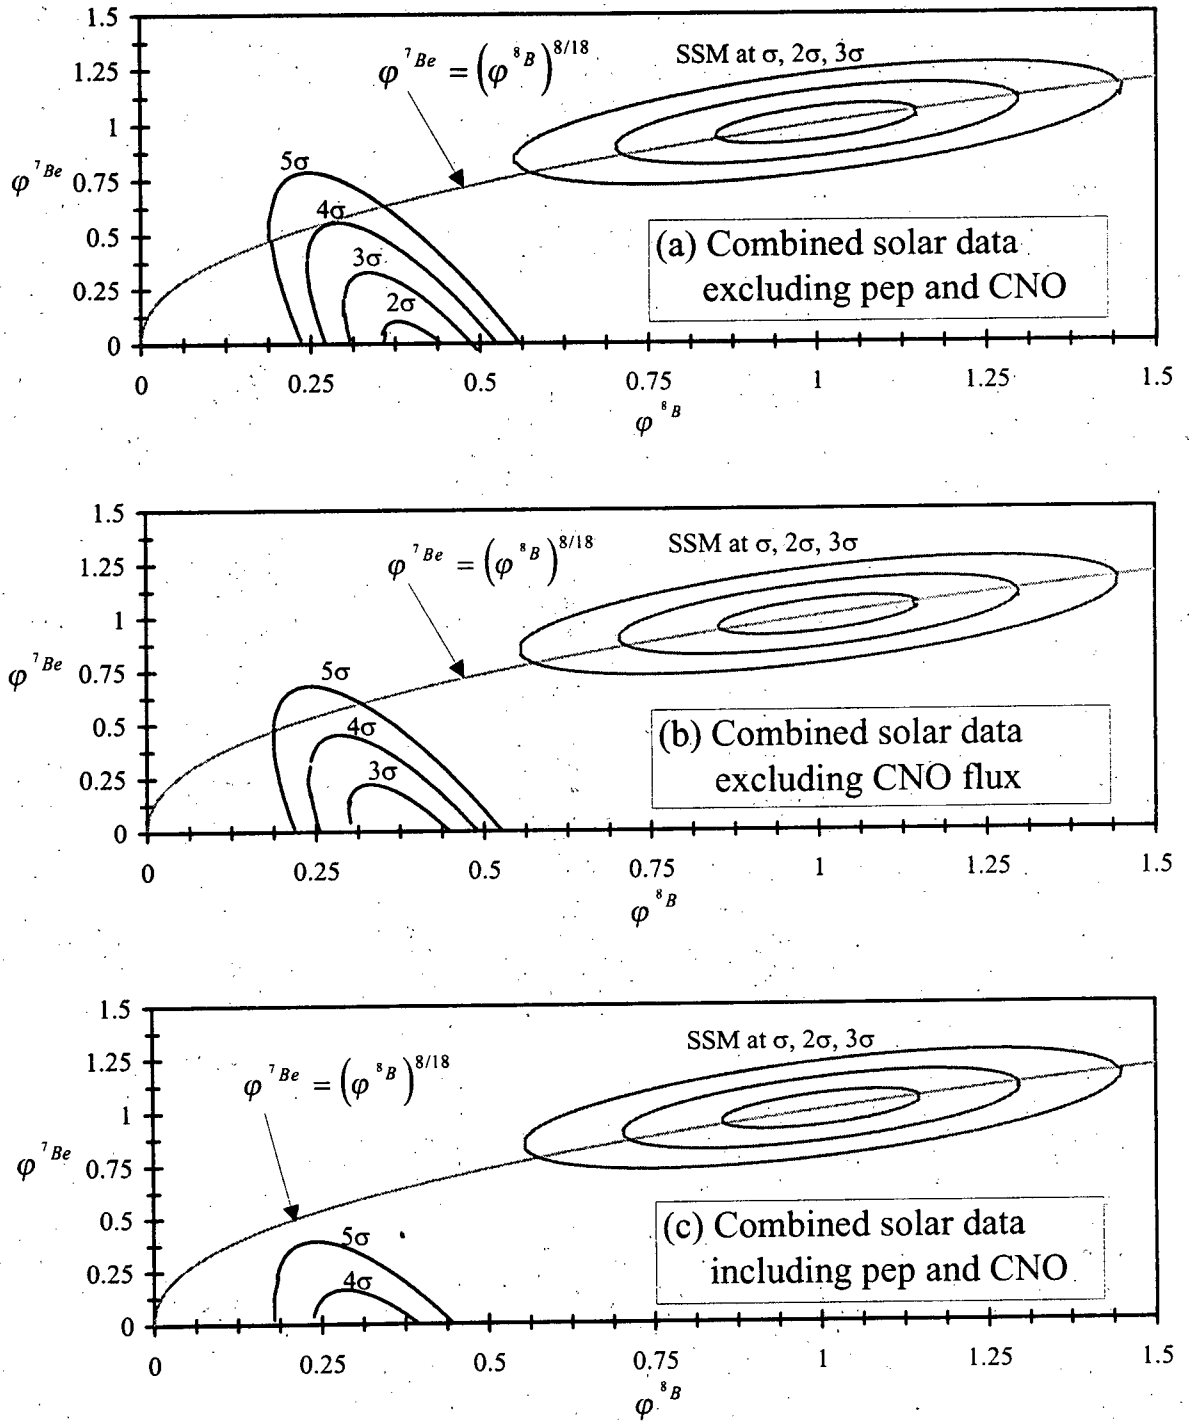 1.5
SSM at σ, 2σ, 3σ
φ^7Be = (φ^8B)^8/18
1.25
1
φ^7Be
0.75
5σ
4σ
0.5
(a) Combined solar data
excluding pep and CNO
3σ
0.25
2σ
0
0 0.25 0.5 0.75 1 1.25 1.5
φ^8B
1.5
SSM at σ, 2σ, 3σ
φ^7Be = (φ^8B)^8/18
1.25
1
φ^7Be
0.75
5σ
(b) Combined solar data
excluding CNO flux
4σ
0.5
3σ
0.25
0
0 0.25 0.5 0.75 1 1.25 1.5
φ^8B
1.5
SSM at σ, 2σ, 3σ
φ^7Be = (φ^8B)^8/18
1.25
1
φ^7Be
0.75
0.5
(c) Combined solar data
including pep and CNO
5σ
0.25
4σ
0
0 0.25 0.5 0.75 1 1.25 1.5
φ^8B